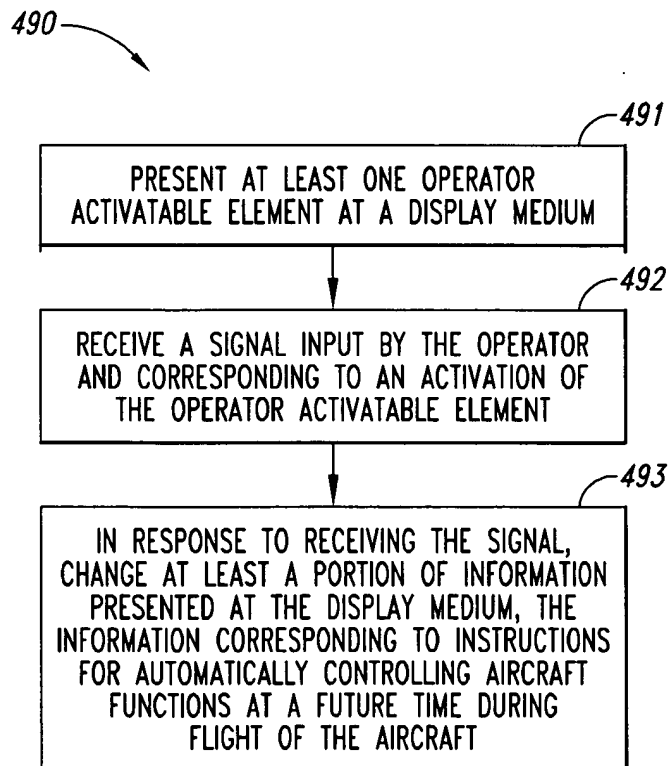 490
491
PRESENT AT LEAST ONE OPERATOR
ACTIVATABLE ELEMENT AT A DISPLAY MEDIUM
492
RECEIVE A SIGNAL INPUT BY THE OPERATOR
AND CORRESPONDING TO AN ACTIVATION OF
THE OPERATOR ACTIVATABLE ELEMENT
493
IN RESPONSE TO RECEIVING THE SIGNAL,
CHANGE AT LEAST A PORTION OF INFORMATION
PRESENTED AT THE DISPLAY MEDIUM, THE
INFORMATION CORRESPONDING TO INSTRUCTIONS
FOR AUTOMATICALLY CONTROLLING AIRCRAFT
FUNCTIONS AT A FUTURE TIME DURING
FLIGHT OF THE AIRCRAFT